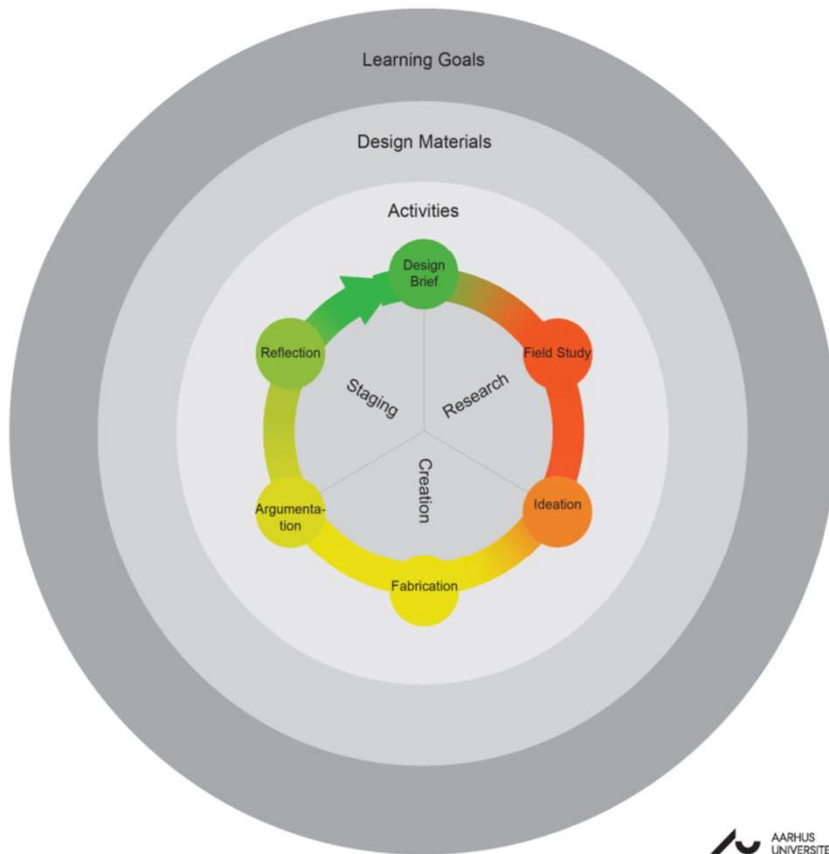 Learning Goals
Design Materials
Activities
Design
Brief
Reflection
Field Study
Staging
Research
Creation
Argumenta-
tion
Ideation
Fabrication
AARHUS
UNIVERSITE